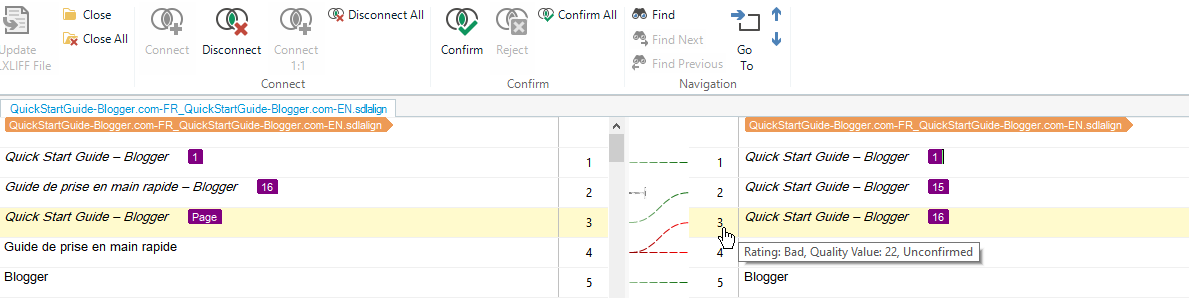 Update
XLIFF File
Close
Close All
Connect
Disconnect
Connect
1:1
Disconnect All
Connect
Confirm
Reject
Confirm All
Confirm
Find
Find Next
Find Previous
Go
To
Navigation
QuickStartGuide-Blogger.com-FR_QuickStartGuide-Blogger.com-EN.sdlalign
QuickStartGuide-Blogger.com-FR_QuickStartGuide-Blogger.com-EN.sdlalign
QuickStartGuide-Blogger.com-FR_QuickStartGuide-Blogger.com-EN.sdlalign
Quick Start Guide – Blogger 1 1 1 Quick Start Guide – Blogger 1
Guide de prise en main rapide – Blogger 16 2 2 Quick Start Guide – Blogger 15
Quick Start Guide – Blogger Page 3 3 Quick Start Guide – Blogger 16
Guide de prise en main rapide 4 4
Rating: Bad, Quality Value: 22, Unconfirmed
Blogger 5 5 Blogger